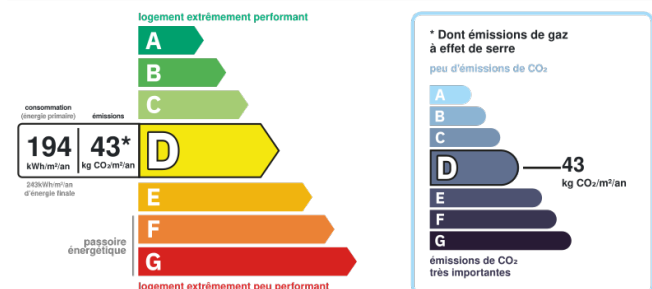 logement extrêmement performant
A
B
C
consommation
(énergie primaire)
émissions
194
kWh/m²/an
43*
kg CO₂/m²/an
D
243kWh/m²/an
d'énergie finale
E
F
G
passoire
énergétique
logement extrêmement peu performant
* Dont émissions de gaz
à effet de serre
peu d'émissions de CO₂
A
B
C
D
43
kg CO₂/m²/an
E
F
G
émissions de CO₂
très importantes